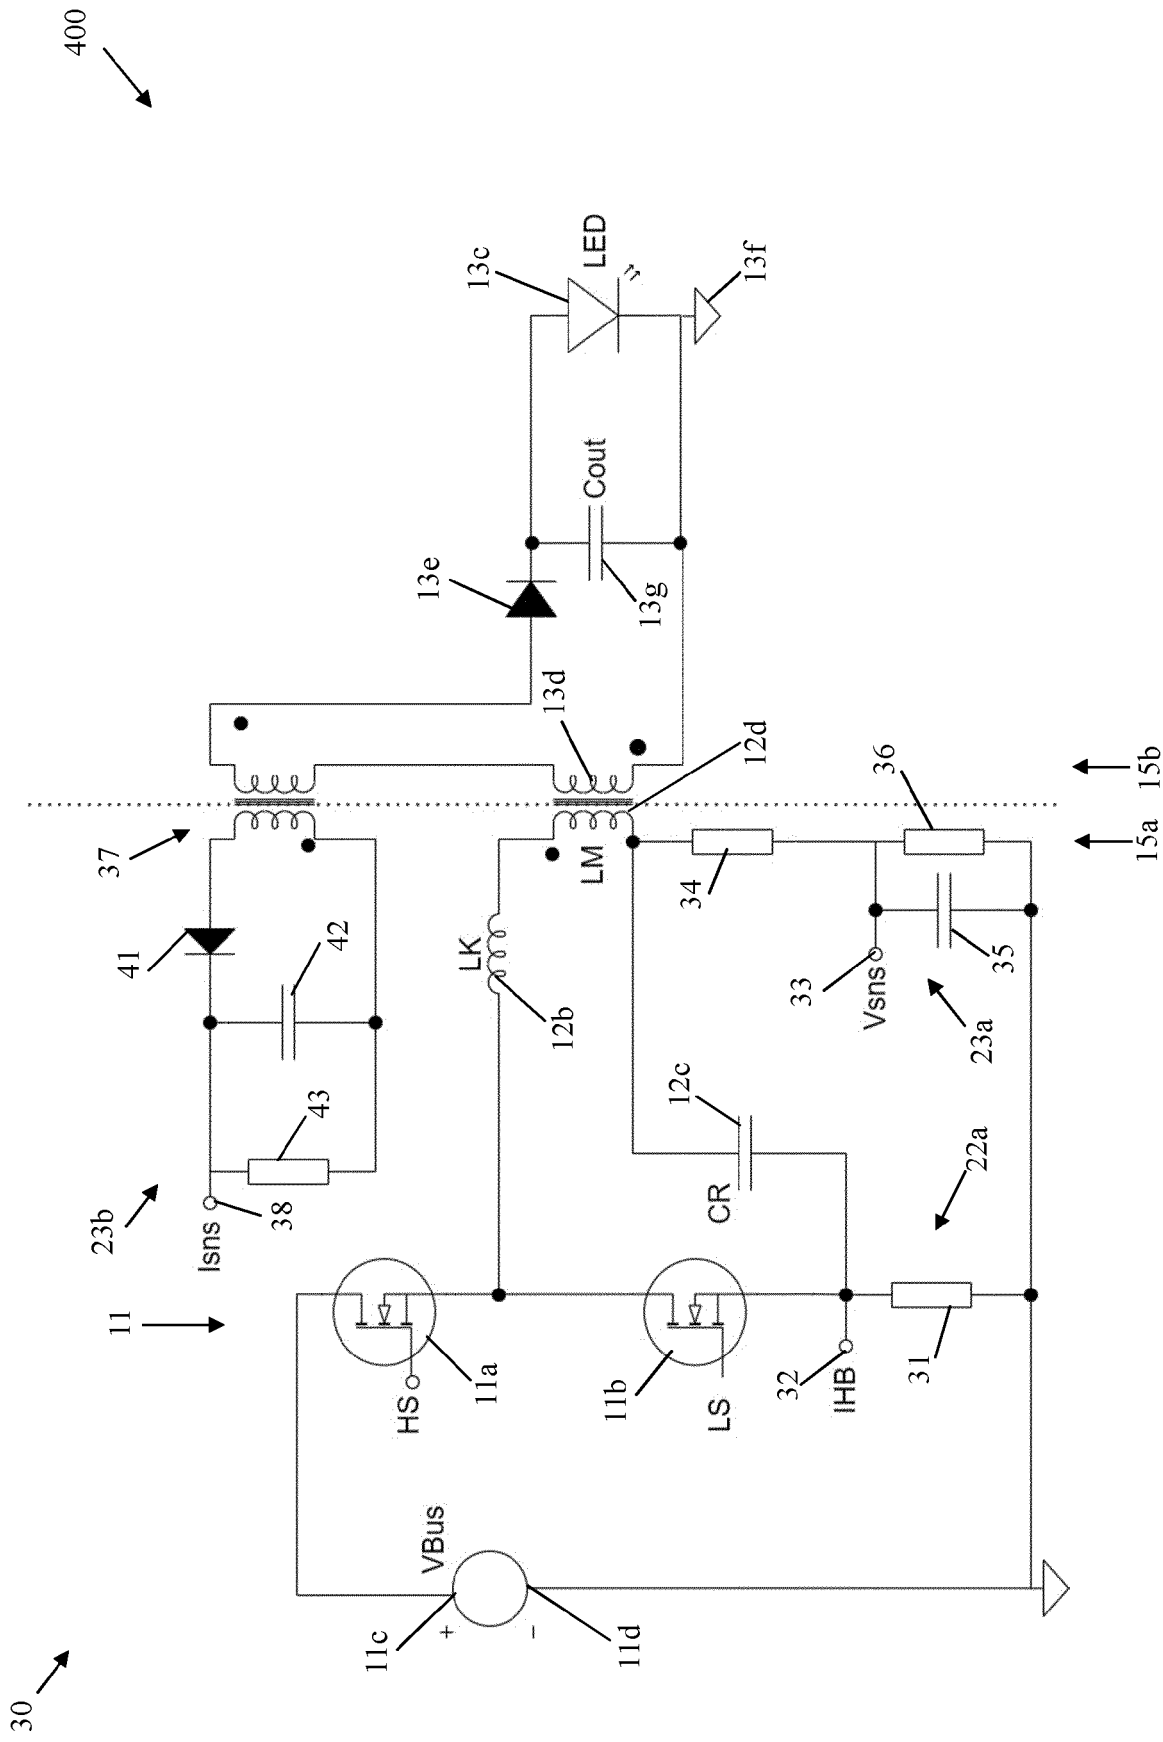 400
30
11
23b
Isns
38
43
42
41
37
HS
11a
LK
12b
LM
13d
13e
13c
LED
Cout
13g
13f
12d
VBus
+
−
11c
11d
11b
LS
CR
12c
32
IHB
31
22a
33
Vsns
34
35
36
23a
15a
15b